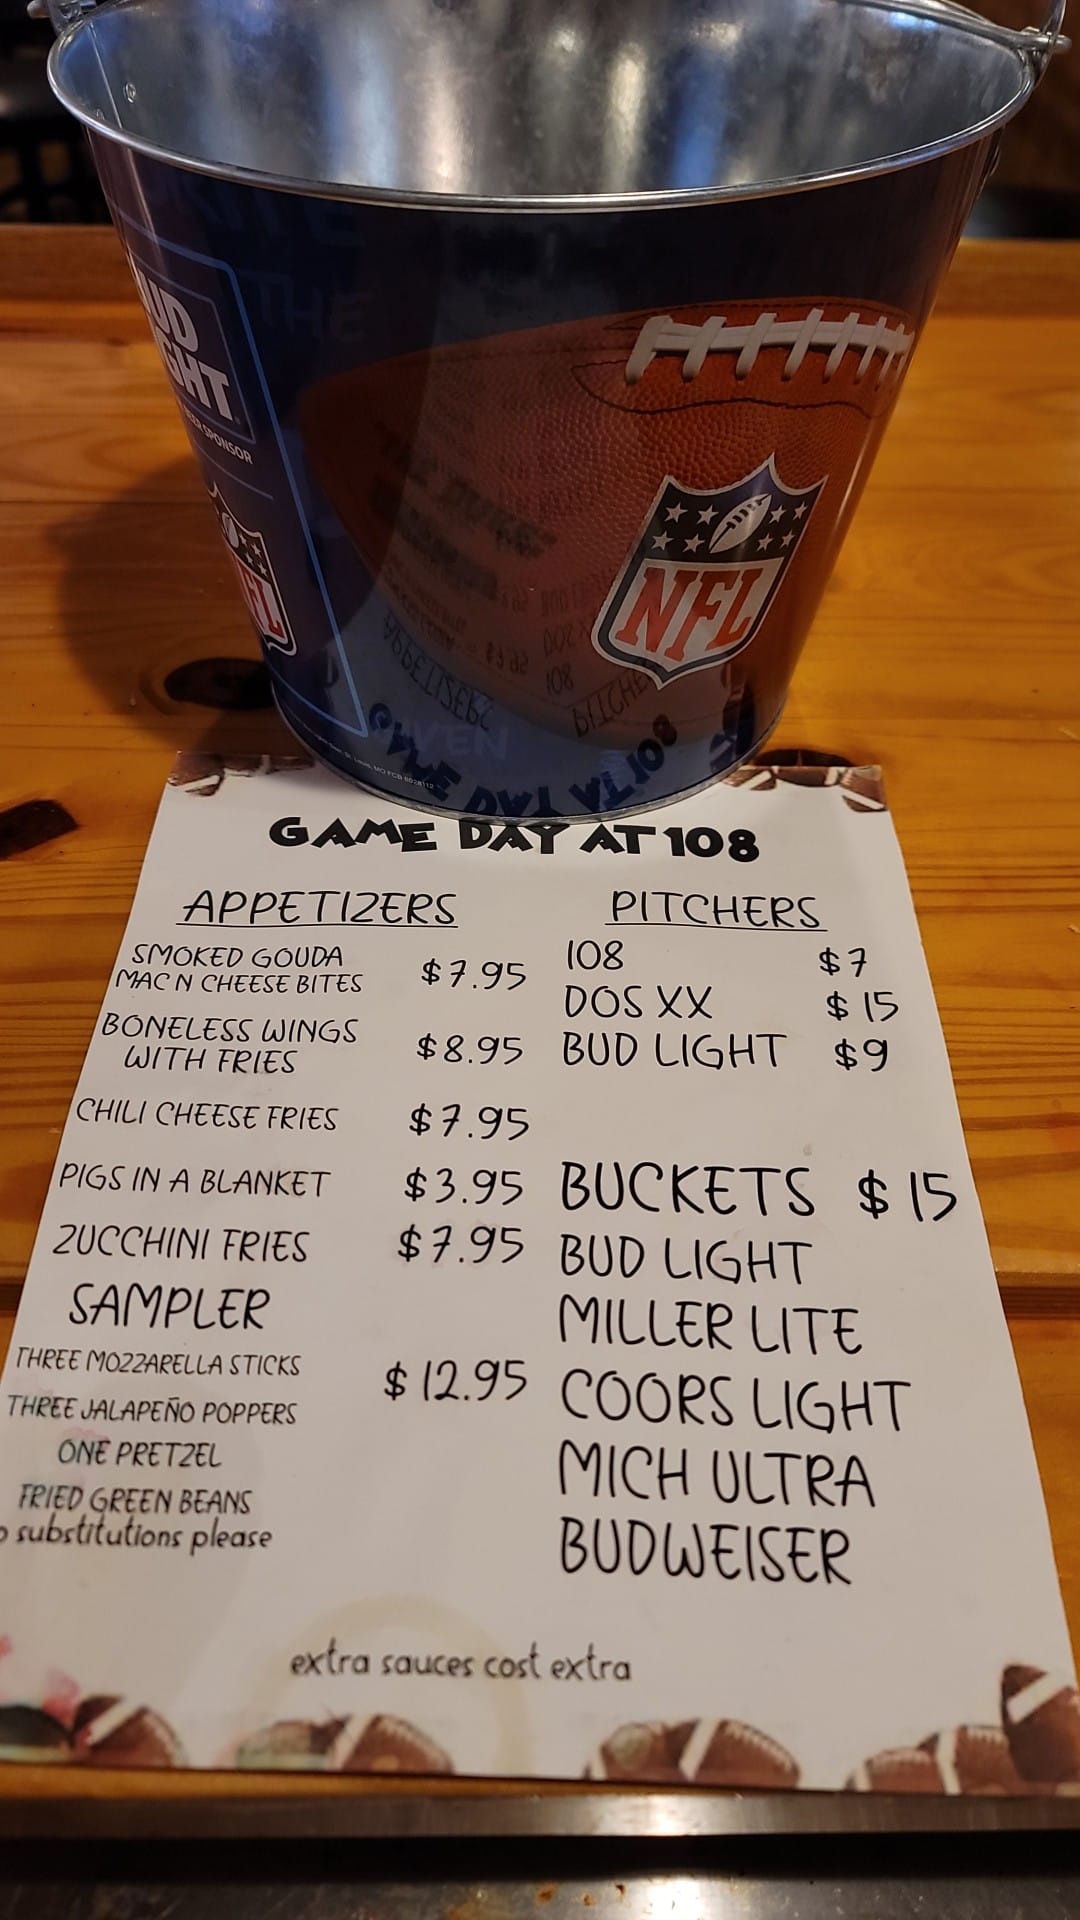 BUD
LIGHT
BEER SPONSOR
NFL
NFL
GAME DAY AT 108
APPETIZERS
SMOKED GOUDA
MAC N CHEESE BITES $7.95
BONELESS WINGS
WITH FRIES $8.95
CHILI CHEESE FRIES $7.95
PIGS IN A BLANKET $3.95
ZUCCHINI FRIES $7.95
SAMPLER
THREE MOZZARELLA STICKS $12.95
THREE JALAPEÑO POPPERS
ONE PRETZEL
FRIED GREEN BEANS
substitutions please
PITCHERS
108 $7
DOS XX $15
BUD LIGHT $9
BUCKETS $15
BUD LIGHT
MILLER LITE
COORS LIGHT
MICH ULTRA
BUDWEISER
extra sauces cost extra